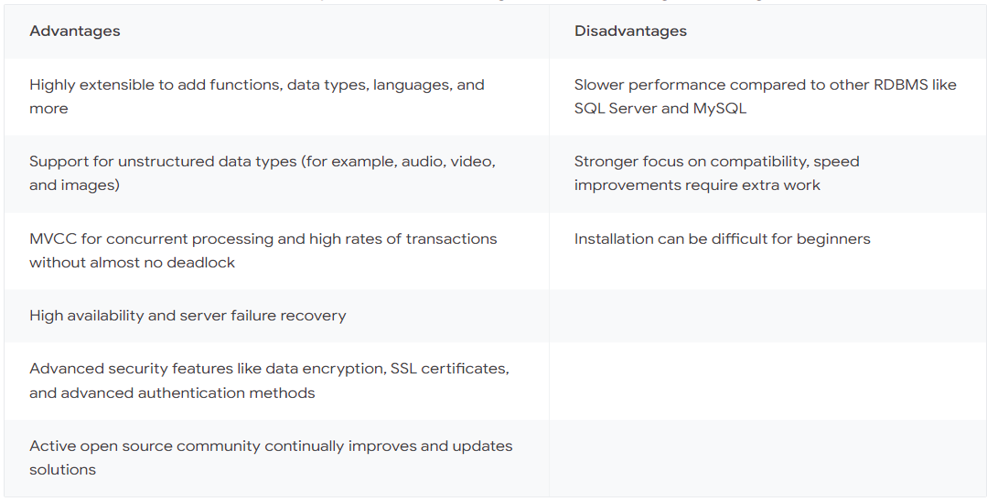 Advantages
Disadvantages
Highly extensible to add functions, data types, languages, and
more
Slower performance compared to other RDBMS like
SQL Server and MySQL
Support for unstructured data types (for example, audio, video,
and images)
Stronger focus on compatibility, speed
improvements require extra work
MVCC for concurrent processing and high rates of transactions
without almost no deadlock
Installation can be difficult for beginners
High availability and server failure recovery
Advanced security features like data encryption, SSL certificates,
and advanced authentication methods
Active open source community continually improves and updates
solutions